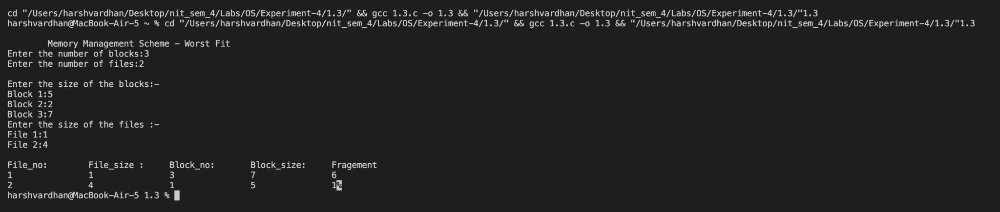 cd "/Users/harshvardhan/Desktop/nit_sem_4/Labs/OS/Experiment-4/1.3/" && gcc 1.3.c -o 1.3 && "/Users/harshvardhan/Desktop/nit_sem_4/Labs/OS/Experiment-4/1.3/"1.3
harshvardhan@MacBook-Air-5 ~ % cd "/Users/harshvardhan/Desktop/nit_sem_4/Labs/OS/Experiment-4/1.3/" && gcc 1.3.c -o 1.3 && "/Users/harshvardhan/Desktop/nit_sem_4/Labs/OS/Experiment-4/1.3/"1.3
Memory Management Scheme - Worst Fit
Enter the number of blocks:3
Enter the number of files:2
Enter the size of the blocks:-
Block 1:5
Block 2:2
Block 3:7
Enter the size of the files :-
File 1:1
File 2:4
File_no: File_size : Block_no: Block_size: Fragement
1 1 3 7 6
2 4 1 5 1%
harshvardhan@MacBook-Air-5 1.3 %